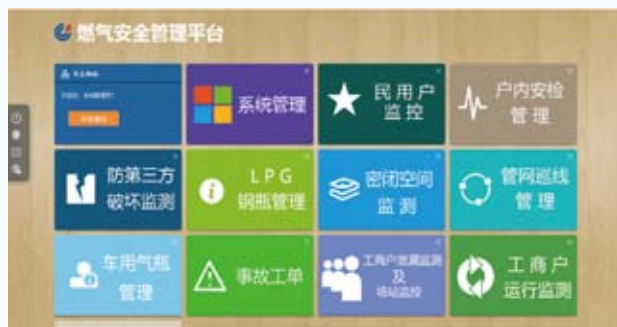 燃气安全管理平台
系统管理
民用户
监控
户内安检
管理
防第三方
破坏监测
LPG
钢瓶管理
密闭空间
监测
管网巡线
管理
车用气瓶
管理
事故工单
工商户泄漏监测
及
场站监控
工商户
运行监测